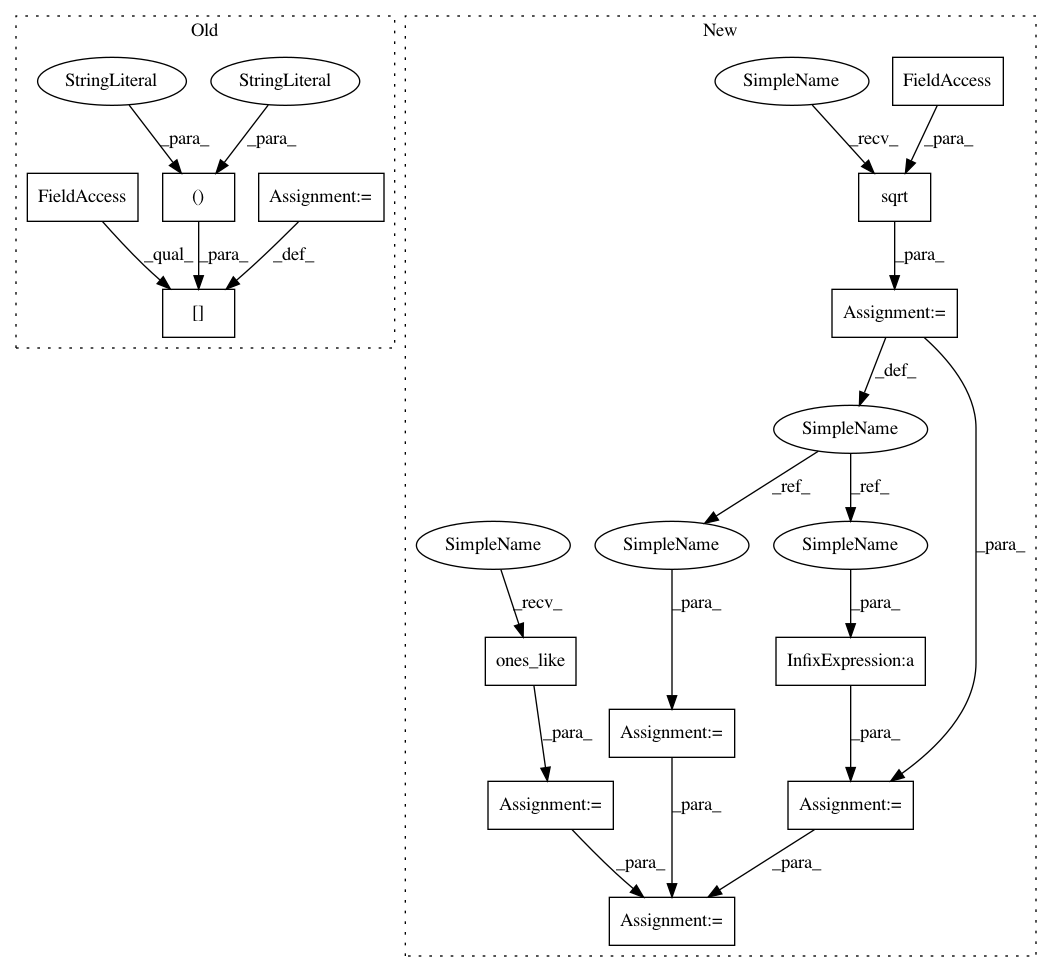 Old
New
StringLiteral
StringLiteral
SimpleName
FieldAccess
_para_
_para_
_recv_
_para_
FieldAccess
()
Assignment:=
sqrt
_qual_
_para_
_def_
_para_
[]
Assignment:=
_def_
SimpleName
_ref_
_ref_
SimpleName
SimpleName
SimpleName
_para_
_recv_
_para_
_para_
ones_like
InfixExpression:a
_para_
_para_
Assignment:=
Assignment:=
Assignment:=
_para_
_para_
_para_
Assignment:=